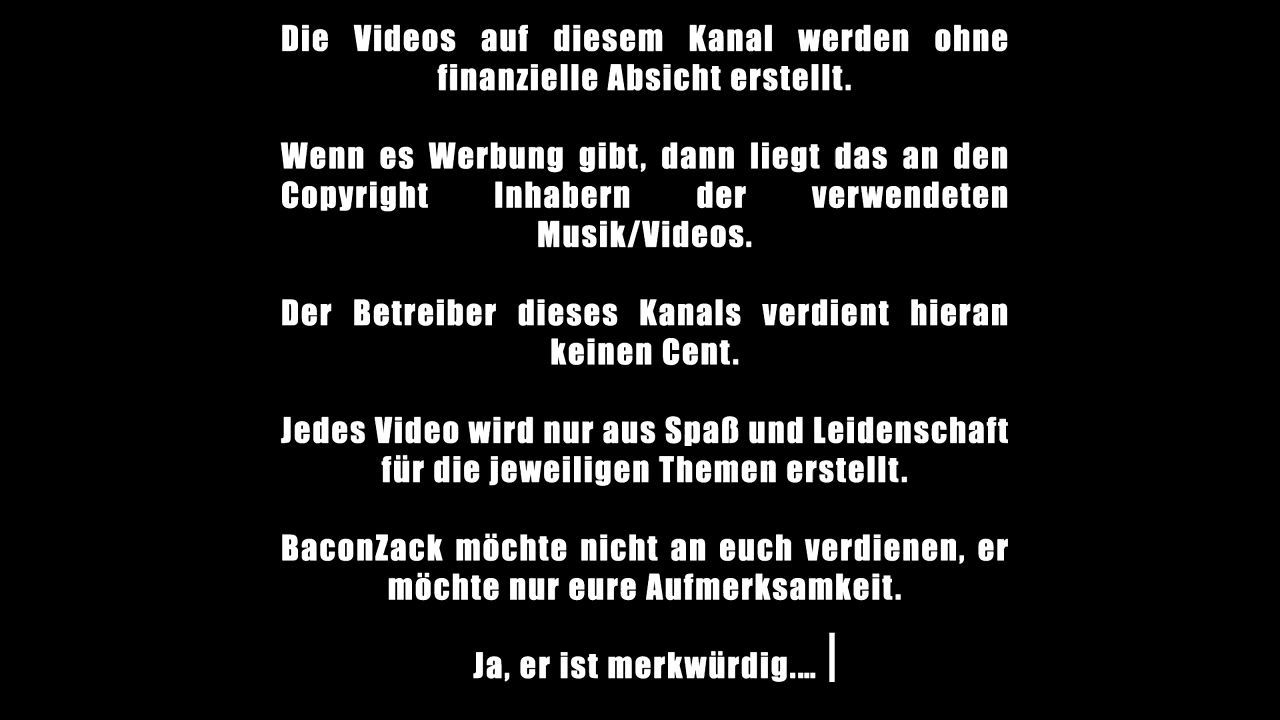 Die Videos auf diesem Kanal werden ohne
finanzielle Absicht erstellt.
Wenn es Werbung gibt, dann liegt das an den
Copyright Inhabern der verwendeten
Musik/Videos.
Der Betreiber dieses Kanals verdient hieran
keinen Cent.
Jedes Video wird nur aus Spaß und Leidenschaft
für die jeweiligen Themen erstellt.
BaconZack möchte nicht an euch verdienen, er
möchte nur eure Aufmerksamkeit.
Ja, er ist merkwürdig....